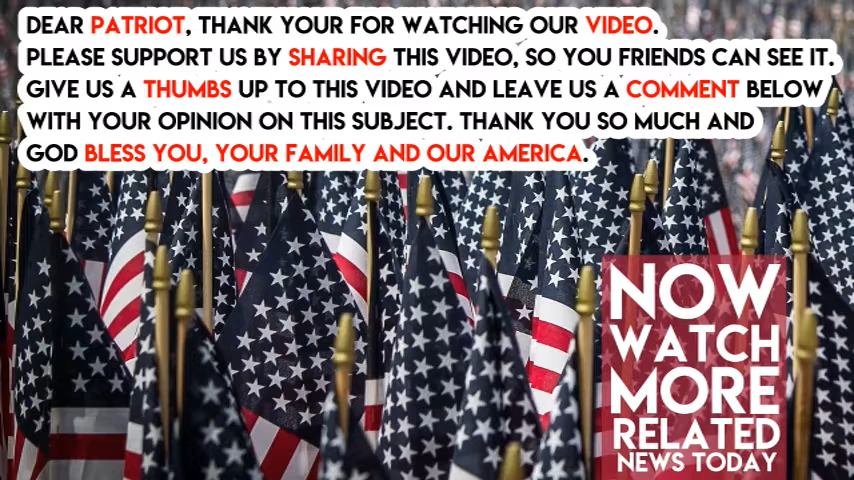 DEAR PATRIOT, THANK YOUR FOR WATCHING OUR VIDEO.
PLEASE SUPPORT US BY SHARING THIS VIDEO, SO YOU FRIENDS CAN SEE IT.
GIVE US A THUMBS UP TO THIS VIDEO AND LEAVE US A COMMENT BELOW
WITH YOUR OPINION ON THIS SUBJECT. THANK YOU SO MUCH AND
GOD BLESS YOU, YOUR FAMILY AND OUR AMERICA.
NOW
WATCH
MORE
RELATED
NEWS TODAY